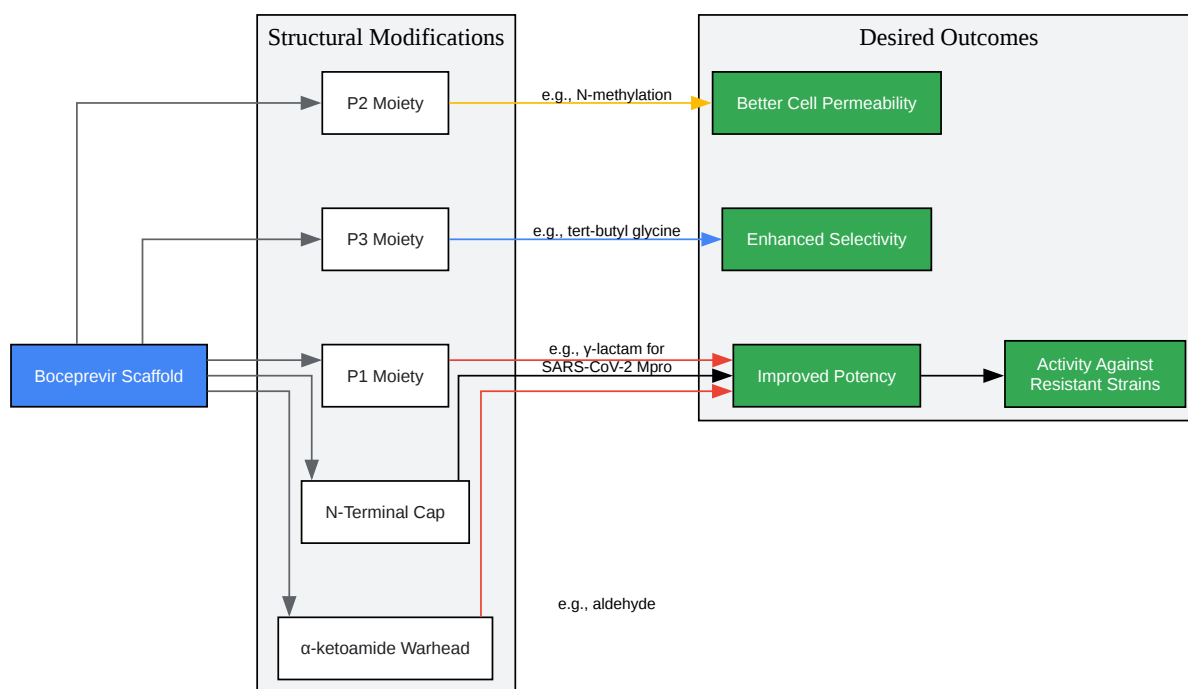 Structural Modifications
Desired Outcomes
P2 Moiety
e.g., N-methylation
Better Cell Permeability
P3 Moiety
e.g., tert-butyl glycine
Enhanced Selectivity
Boceprevir Scaffold
P1 Moiety
e.g., γ-lactam for
SARS-CoV-2 Mpro
Improved Potency
Activity Against
Resistant Strains
N-Terminal Cap
e.g., aldehyde
α-ketoamide Warhead